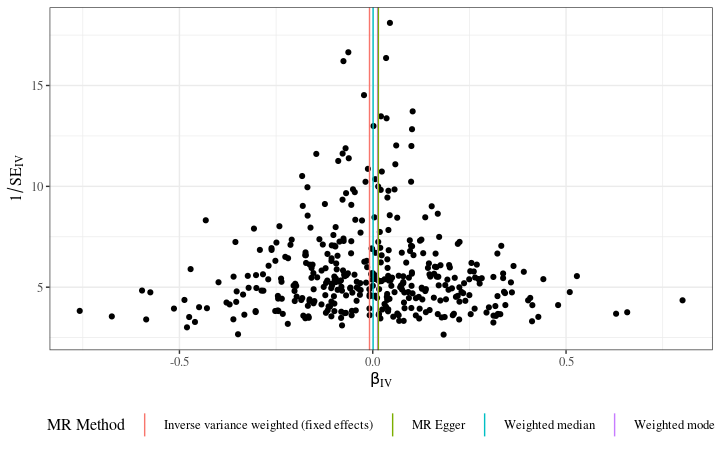 15
10
5
1/SE_IV
-0.5
0.0
0.5
β_IV
MR Method
Inverse variance weighted (fixed effects)
MR Egger
Weighted median
Weighted mode